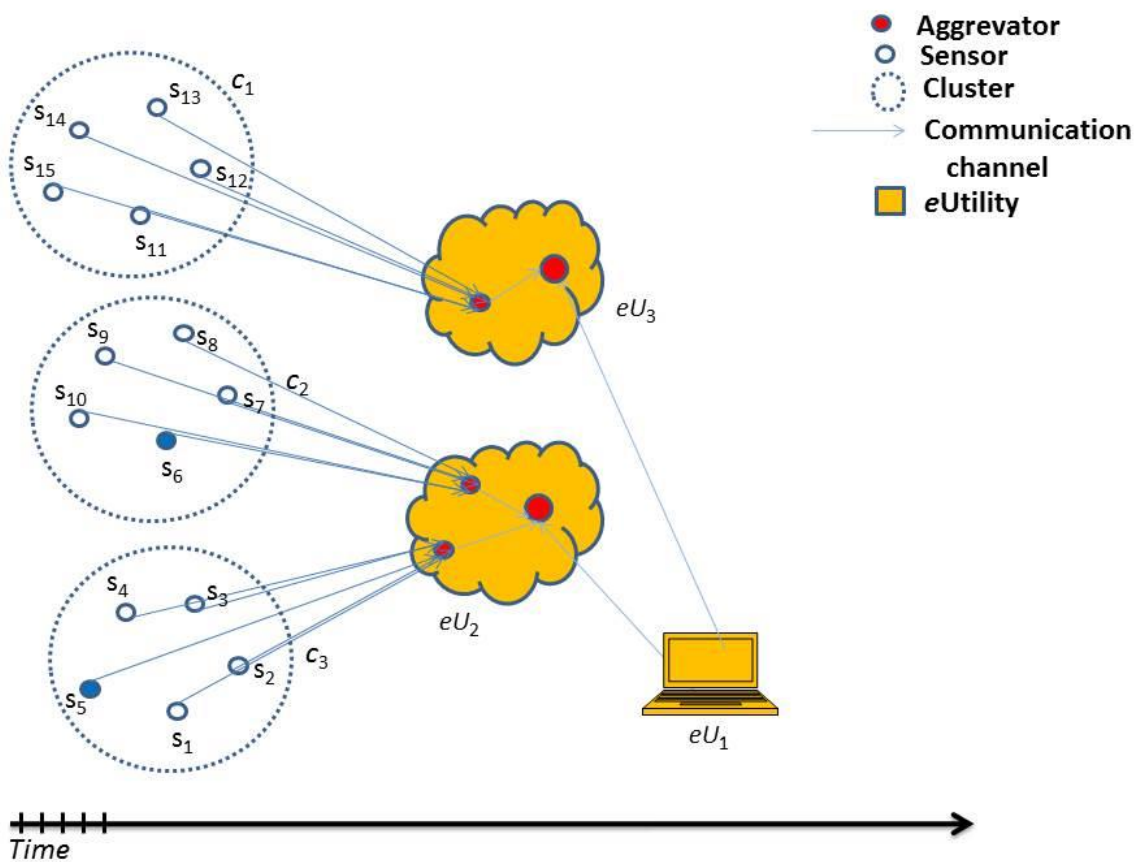 Aggrevator
Sensor
Cluster
Communication
channel
eUtility
c1
s13
s14
s12
s15
s11
eU3
s9
s8
c2
s10
s7
s6
s4
s3
eU2
c3
s2
s5
s1
eU1
Time